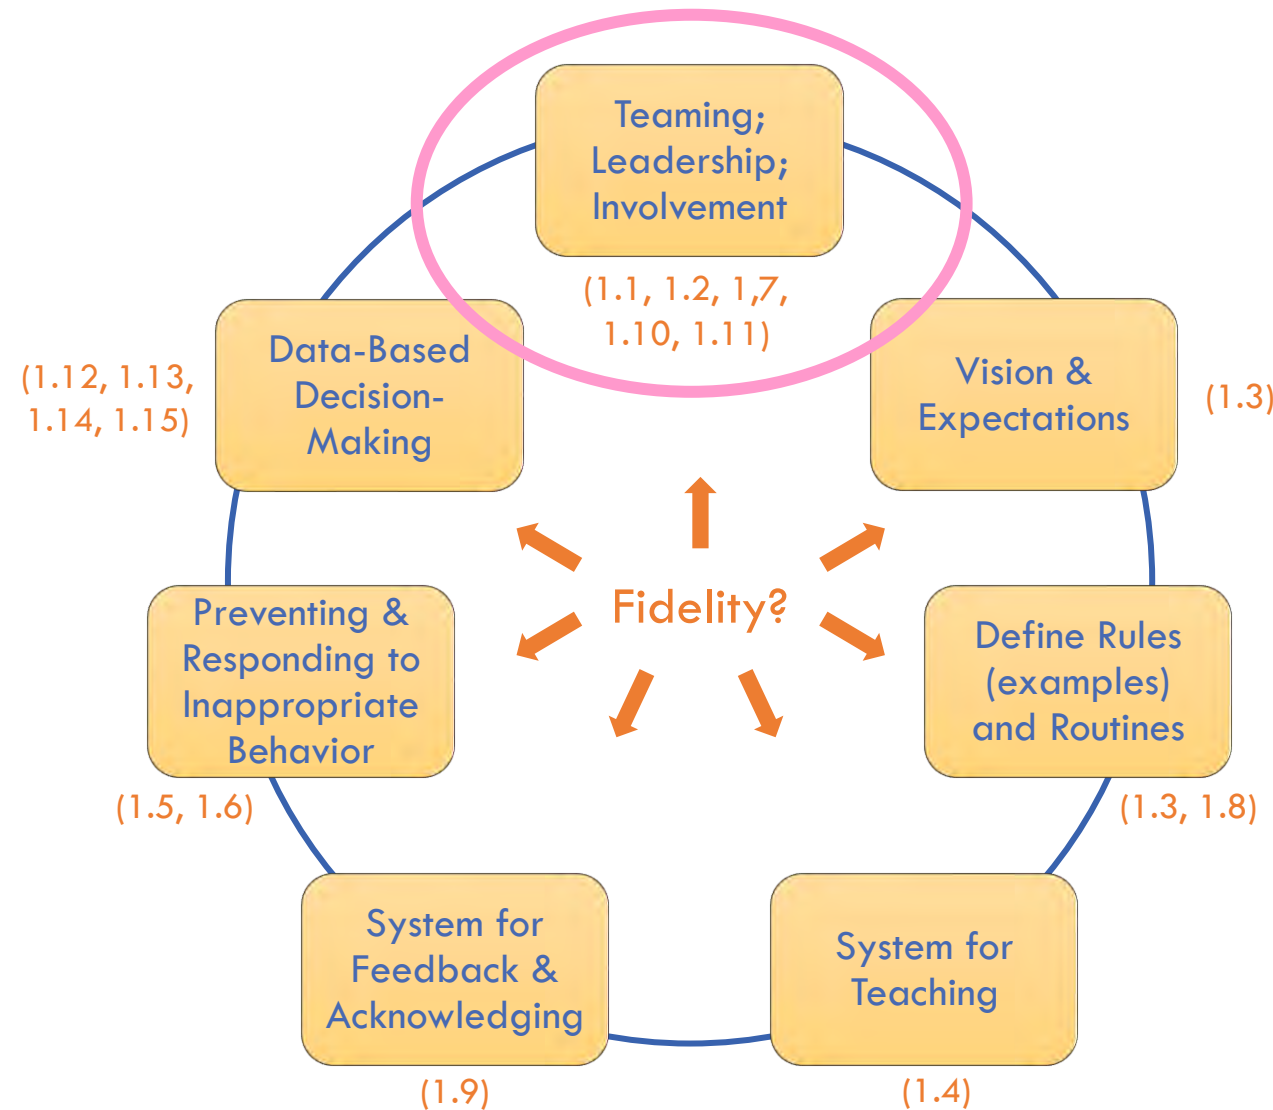 Teaming;
Leadership;
Involvement
(1.1, 1.2, 1,7,
1.10, 1.11)
Vision &
Expectations
(1.3)
Define Rules
(examples)
and Routines
(1.3, 1.8)
System for
Teaching
(1.4)
System for
Feedback &
Acknowledging
(1.9)
Preventing &
Responding to
Inappropriate
Behavior
(1.5, 1.6)
Data-Based
Decision-
Making
(1.12, 1.13,
1.14, 1.15)
Fidelity?